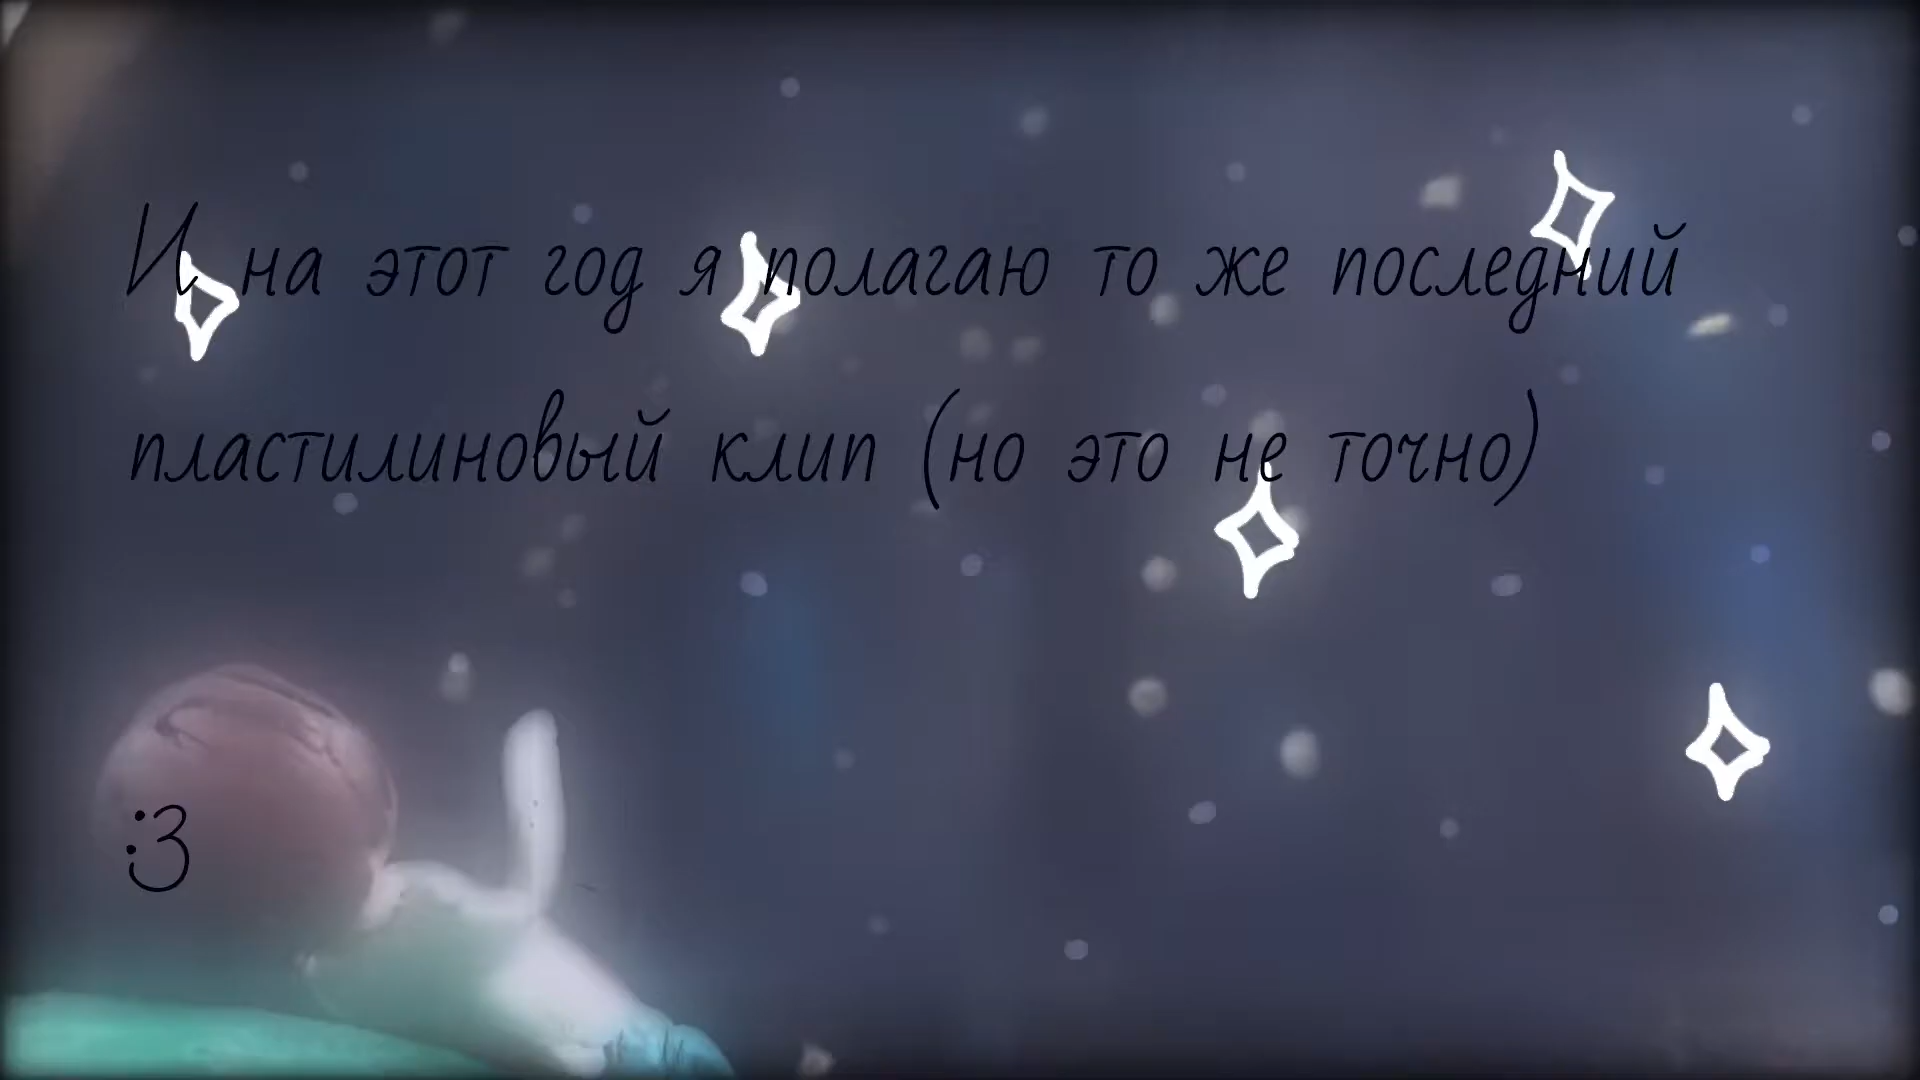 И на этот год я полагаю то же последний
пластилиновый клип (но это не точно)
:3